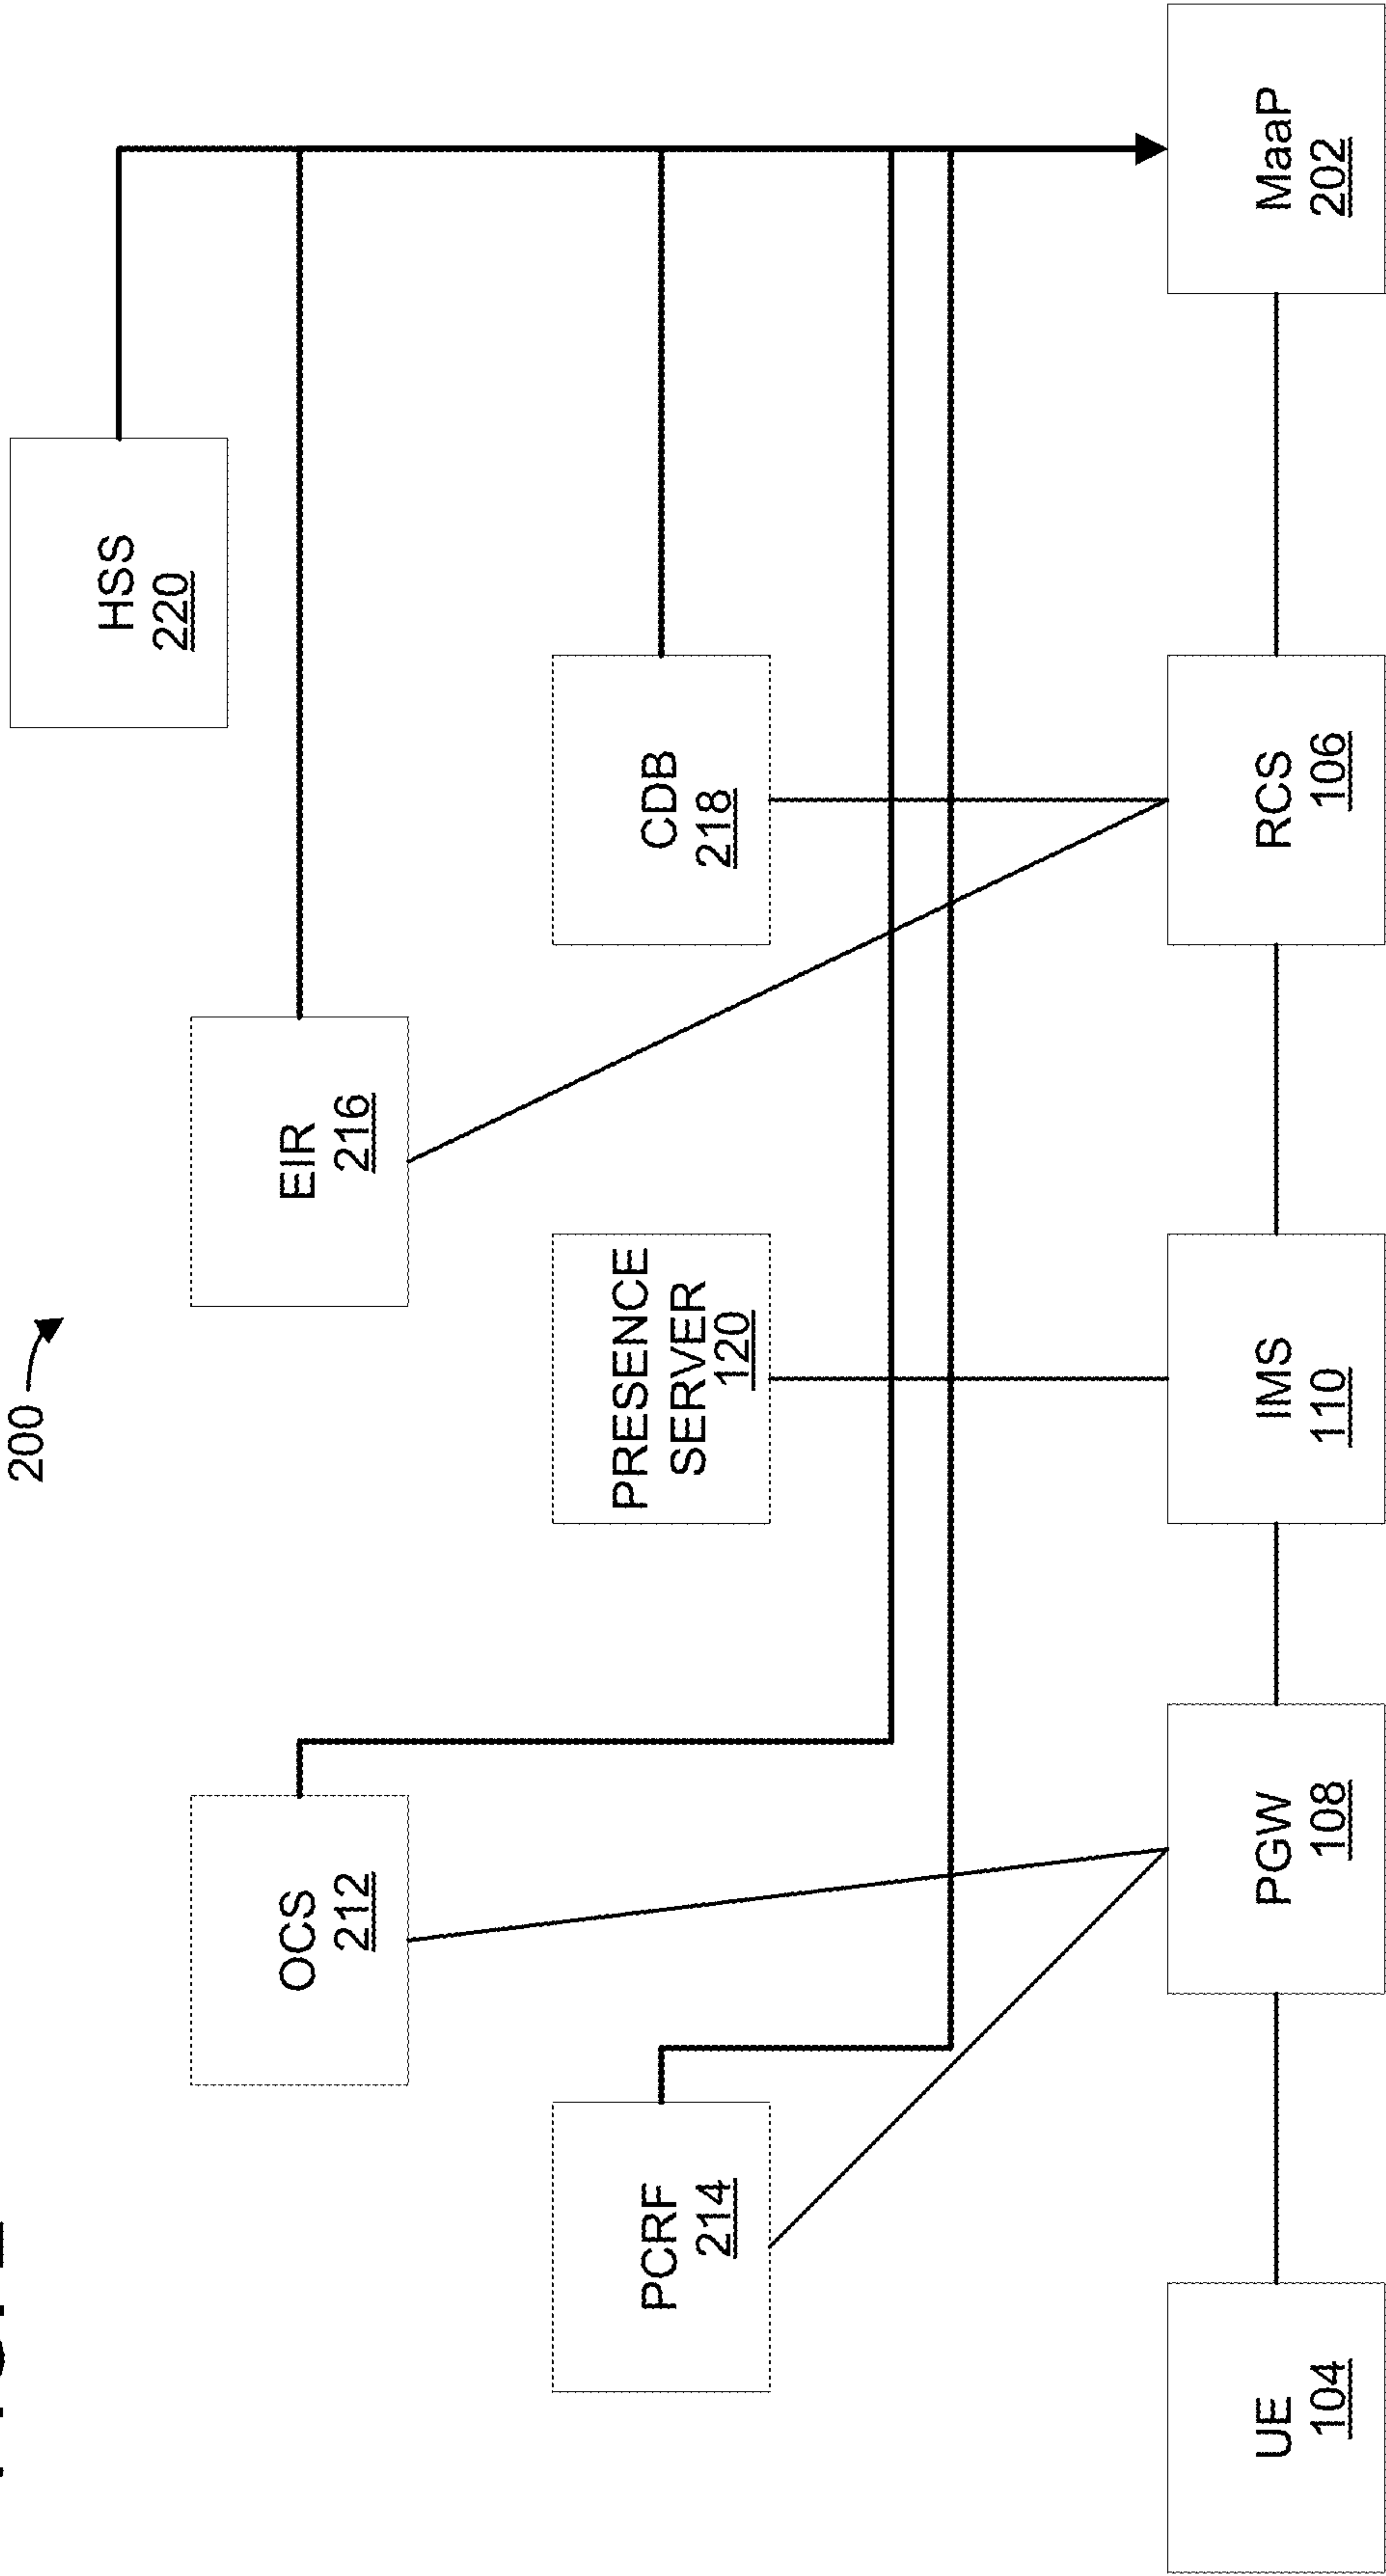 200
HSS
220
OCS
212
EIR
216
PCRF
214
PRESENCE
SERVER
120
CDB
218
UE
104
PGW
108
IMS
110
RCS
106
MaaP
202